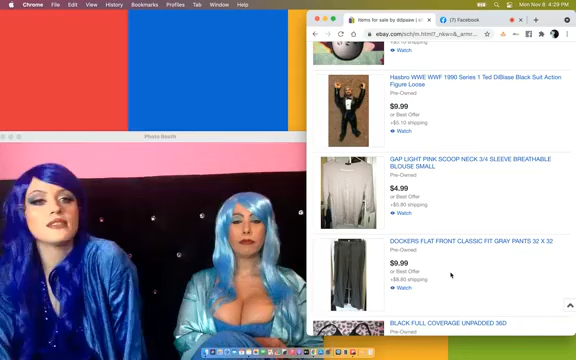 Chrome File Edit View History Bookmarks Profiles Tab Window Help
Mon Nov 8 4:29 PM
Items for sale by ddpaaw
(7) Facebook
ebay.com/sch/m.html?_nkw=&_armr...
Watch
Hasbro WWE WWF 1990 Series 1 Ted DiBiase Black Suit Action
Figure Loose
Pre-Owned
$9.99
or Best Offer
+$5.10 shipping
Watch
Photo Booth
GAP LIGHT PINK SCOOP NECK 3/4 SLEEVE BREATHABLE
BLOUSE SMALL
Pre-Owned
$4.99
or Best Offer
+$5.80 shipping
Watch
DOCKERS FLAT FRONT CLASSIC FIT GRAY PANTS 32 X 32
Pre-Owned
$9.99
or Best Offer
+$8.80 shipping
Watch
BLACK FULL COVERAGE UNPADDED 36D
Pre-Owned